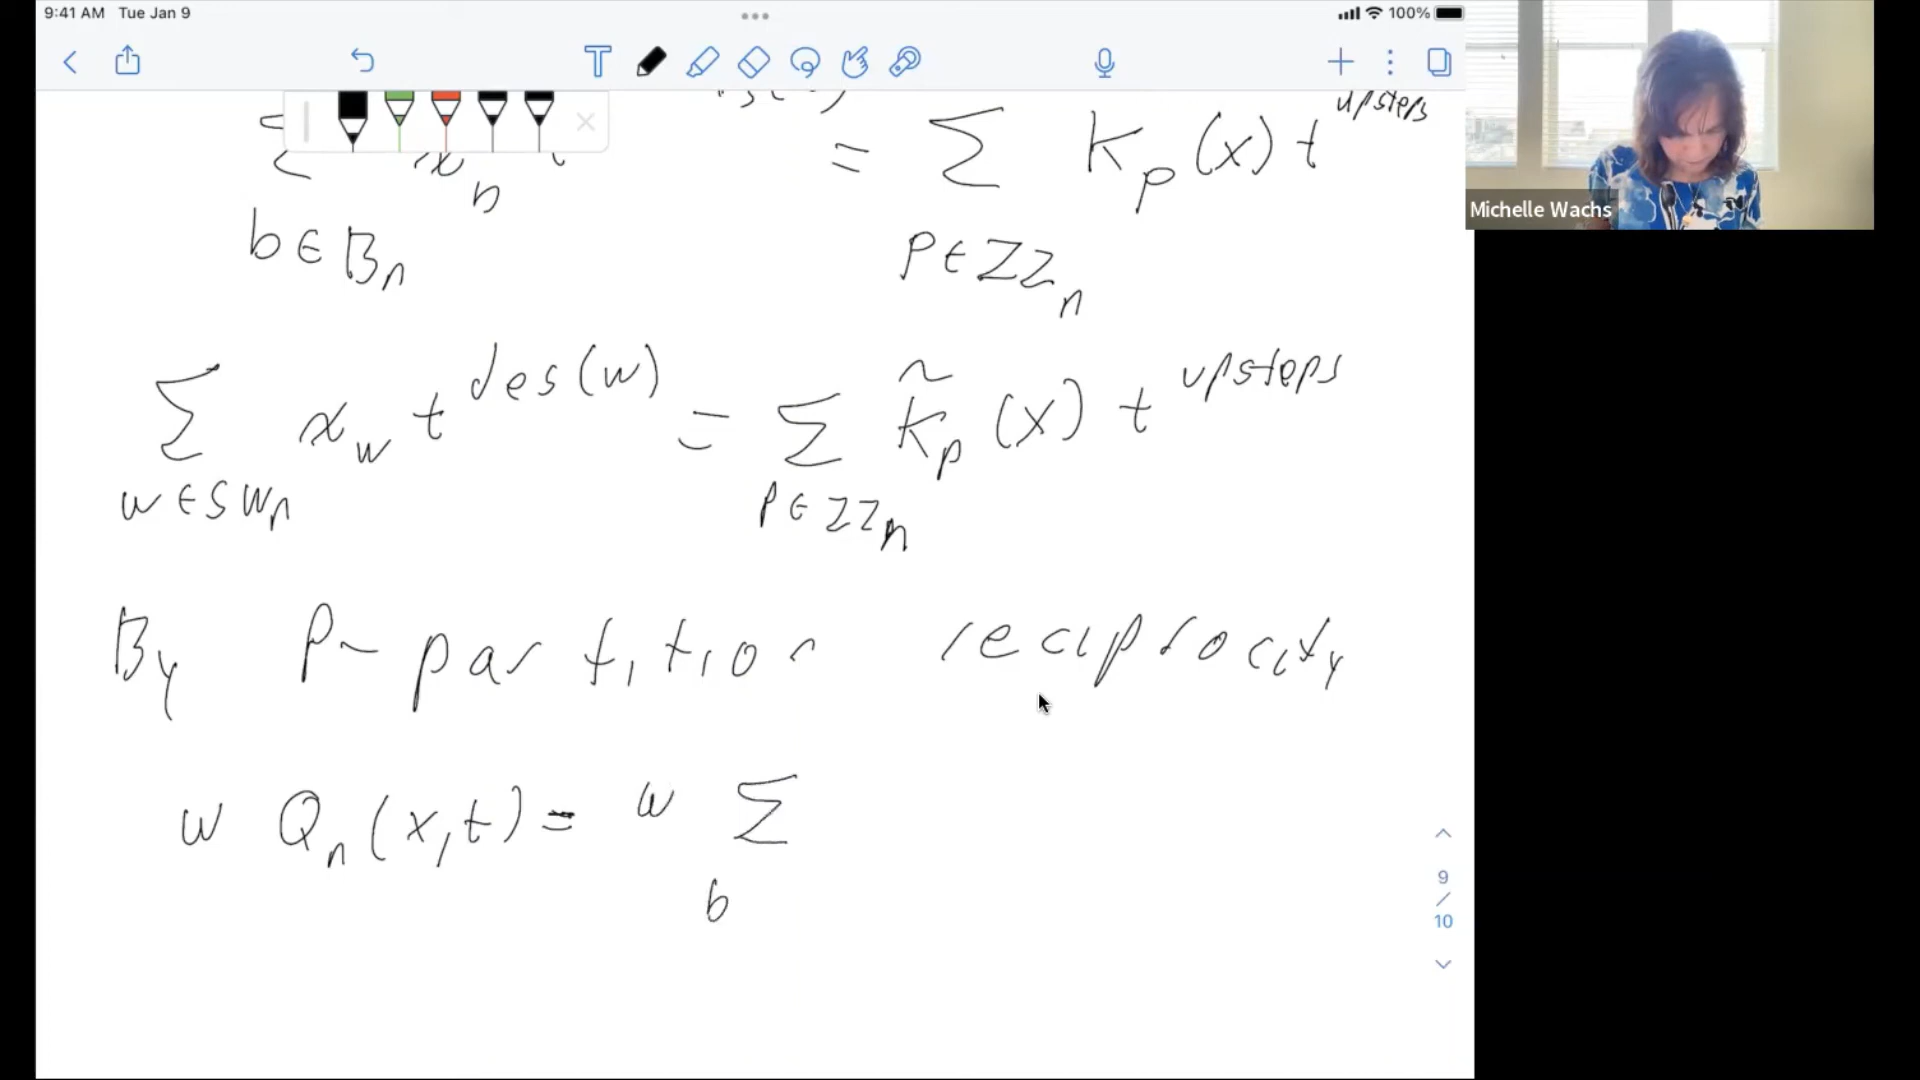 9:41 AM Tue Jan 9
100%
Michelle Wachs
b ∈ B_n
= Σ K_p(x) t^upsteps
p ∈ ZZ_n
Σ x_w t^des(w) = Σ K̃_p(x) t^upsteps
w ∈ SW_n
p ∈ ZZ_n
By P-partition reciprocity
w Q_n(x,t) = w Σ
b
9
/
10